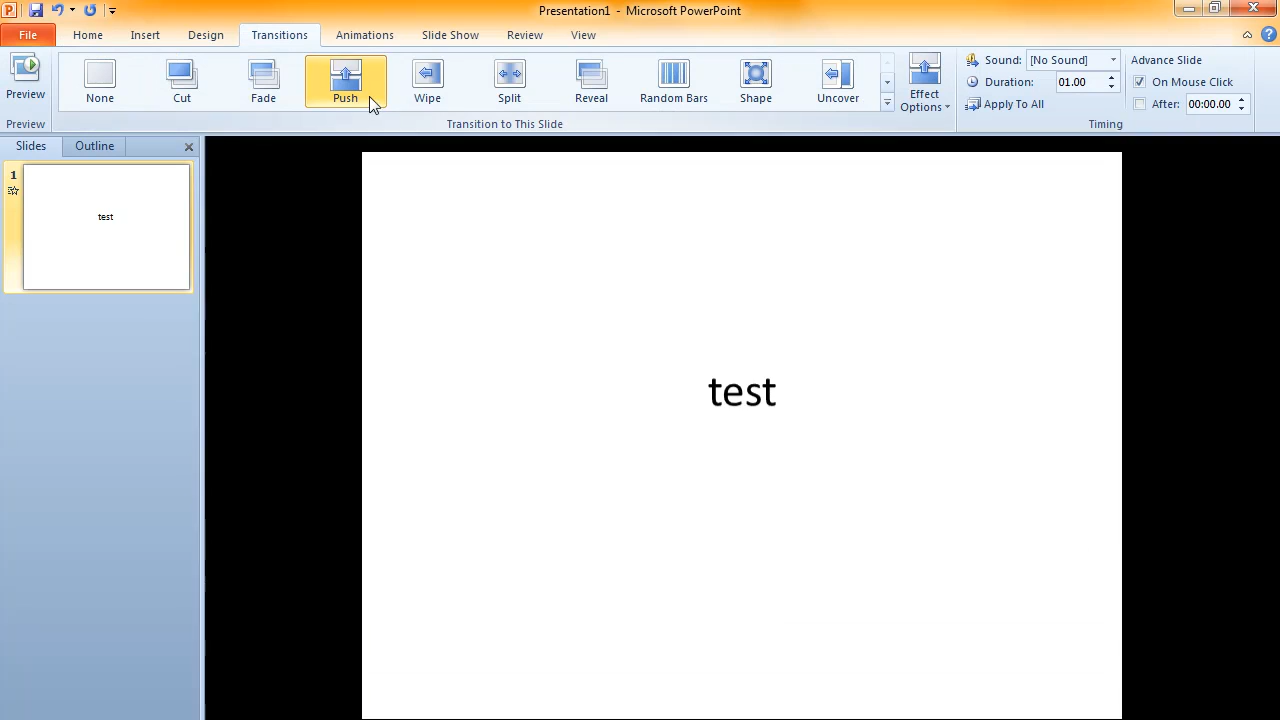 Presentation1 - Microsoft PowerPoint
File Home Insert Design Transitions Animations Slide Show Review View
Preview
None Cut Fade Push Wipe Split Reveal Random Bars Shape Uncover
Effect Options
Sound: [No Sound]
Duration: 01.00
Apply To All
Advance Slide
On Mouse Click
After: 00:00.00
Preview Transition to This Slide Timing
Slides Outline
1
test
test